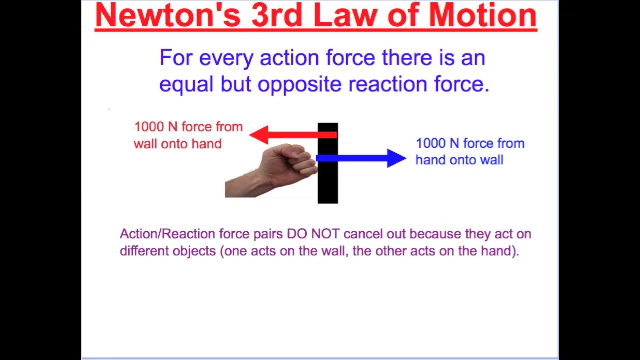 Newton's 3rd Law of Motion
For every action force there is an
equal but opposite reaction force.
1000 N force from
wall onto hand
1000 N force from
hand onto wall
Action/Reaction force pairs DO NOT cancel out because they act on
different objects (one acts on the wall, the other acts on the hand).